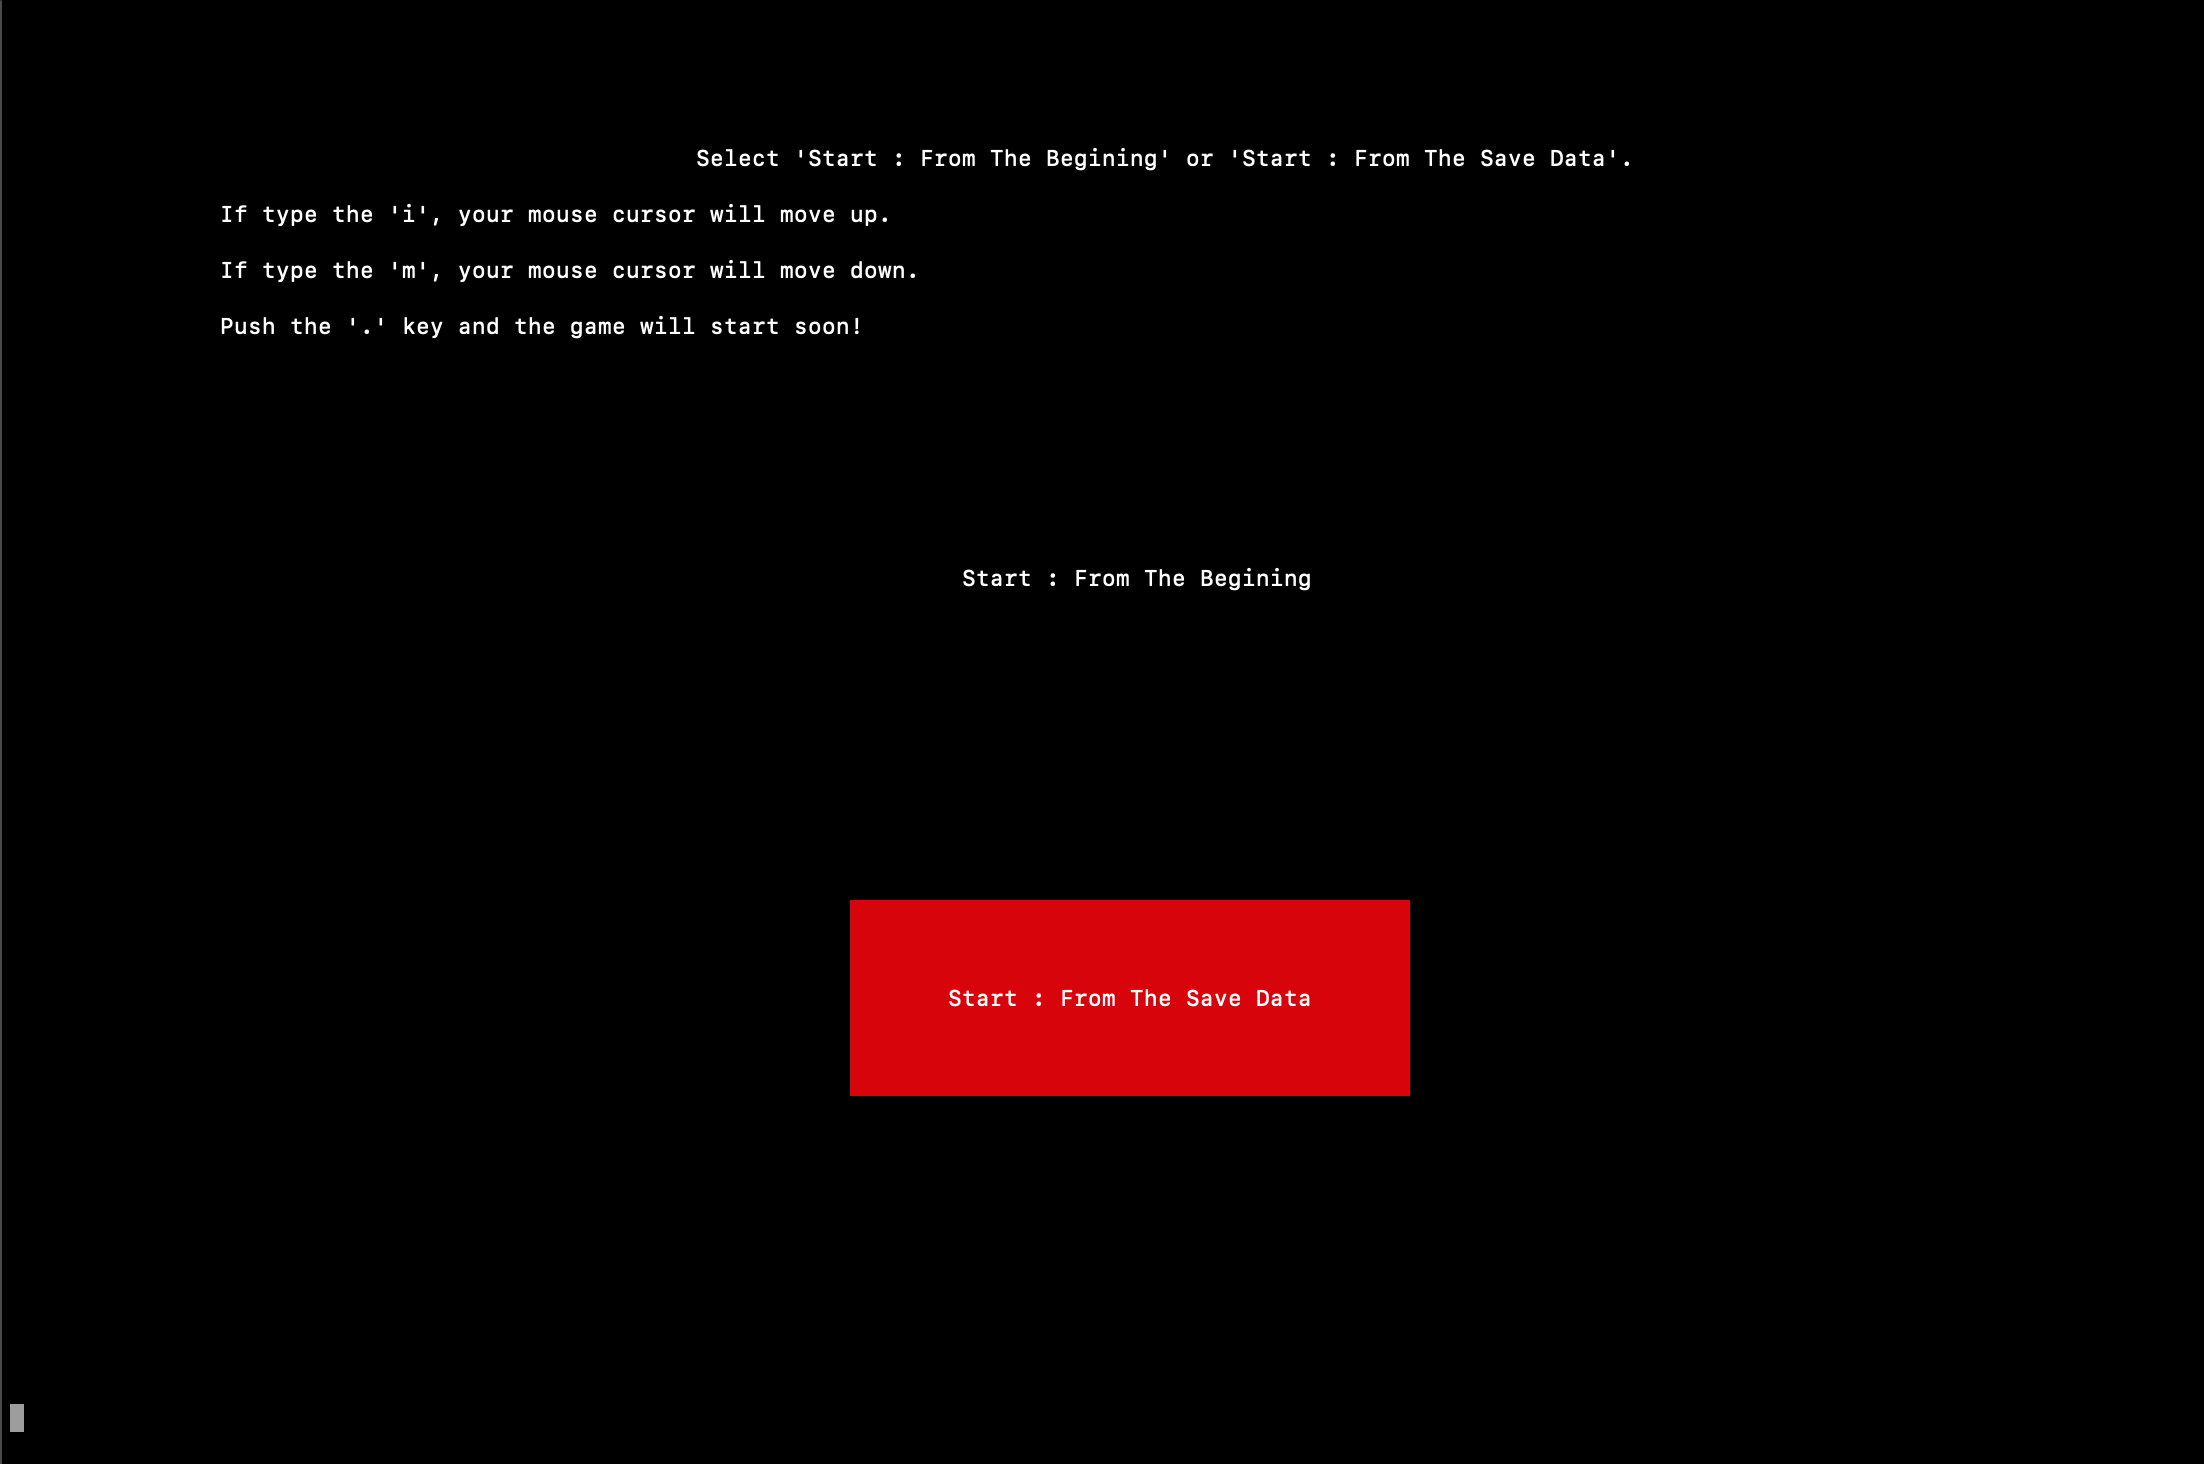 Select 'Start : From The Begining' or 'Start : From The Save Data'.
If type the 'i', your mouse cursor will move up.
If type the 'm', your mouse cursor will move down.
Push the '.' key and the game will start soon!
Start : From The Begining
Start : From The Save Data